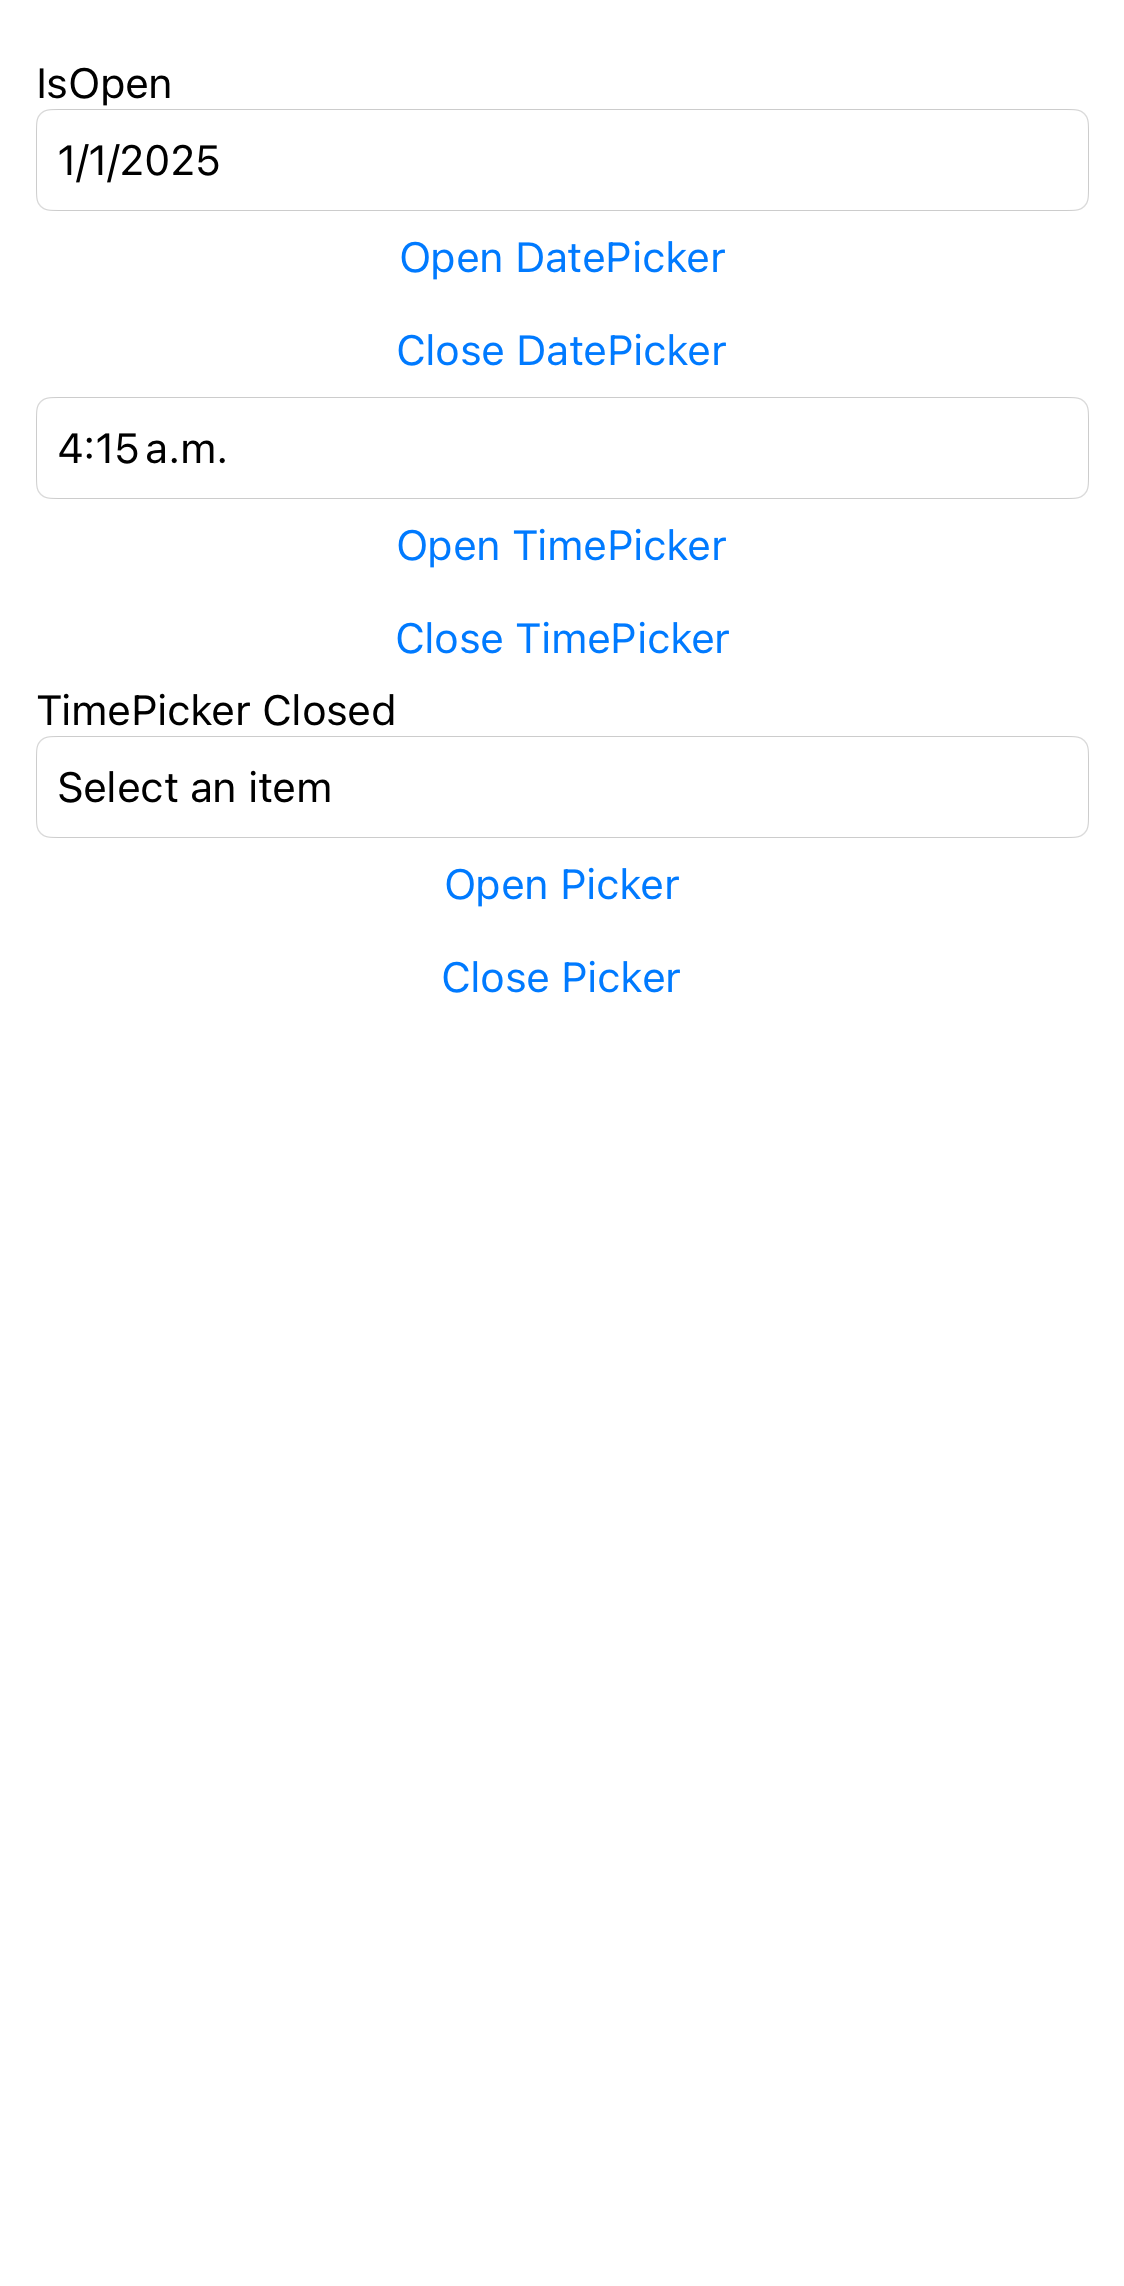 IsOpen
1/1/2025
Open DatePicker
Close DatePicker
4:15 a.m.
Open TimePicker
Close TimePicker
TimePicker Closed
Select an item
Open Picker
Close Picker